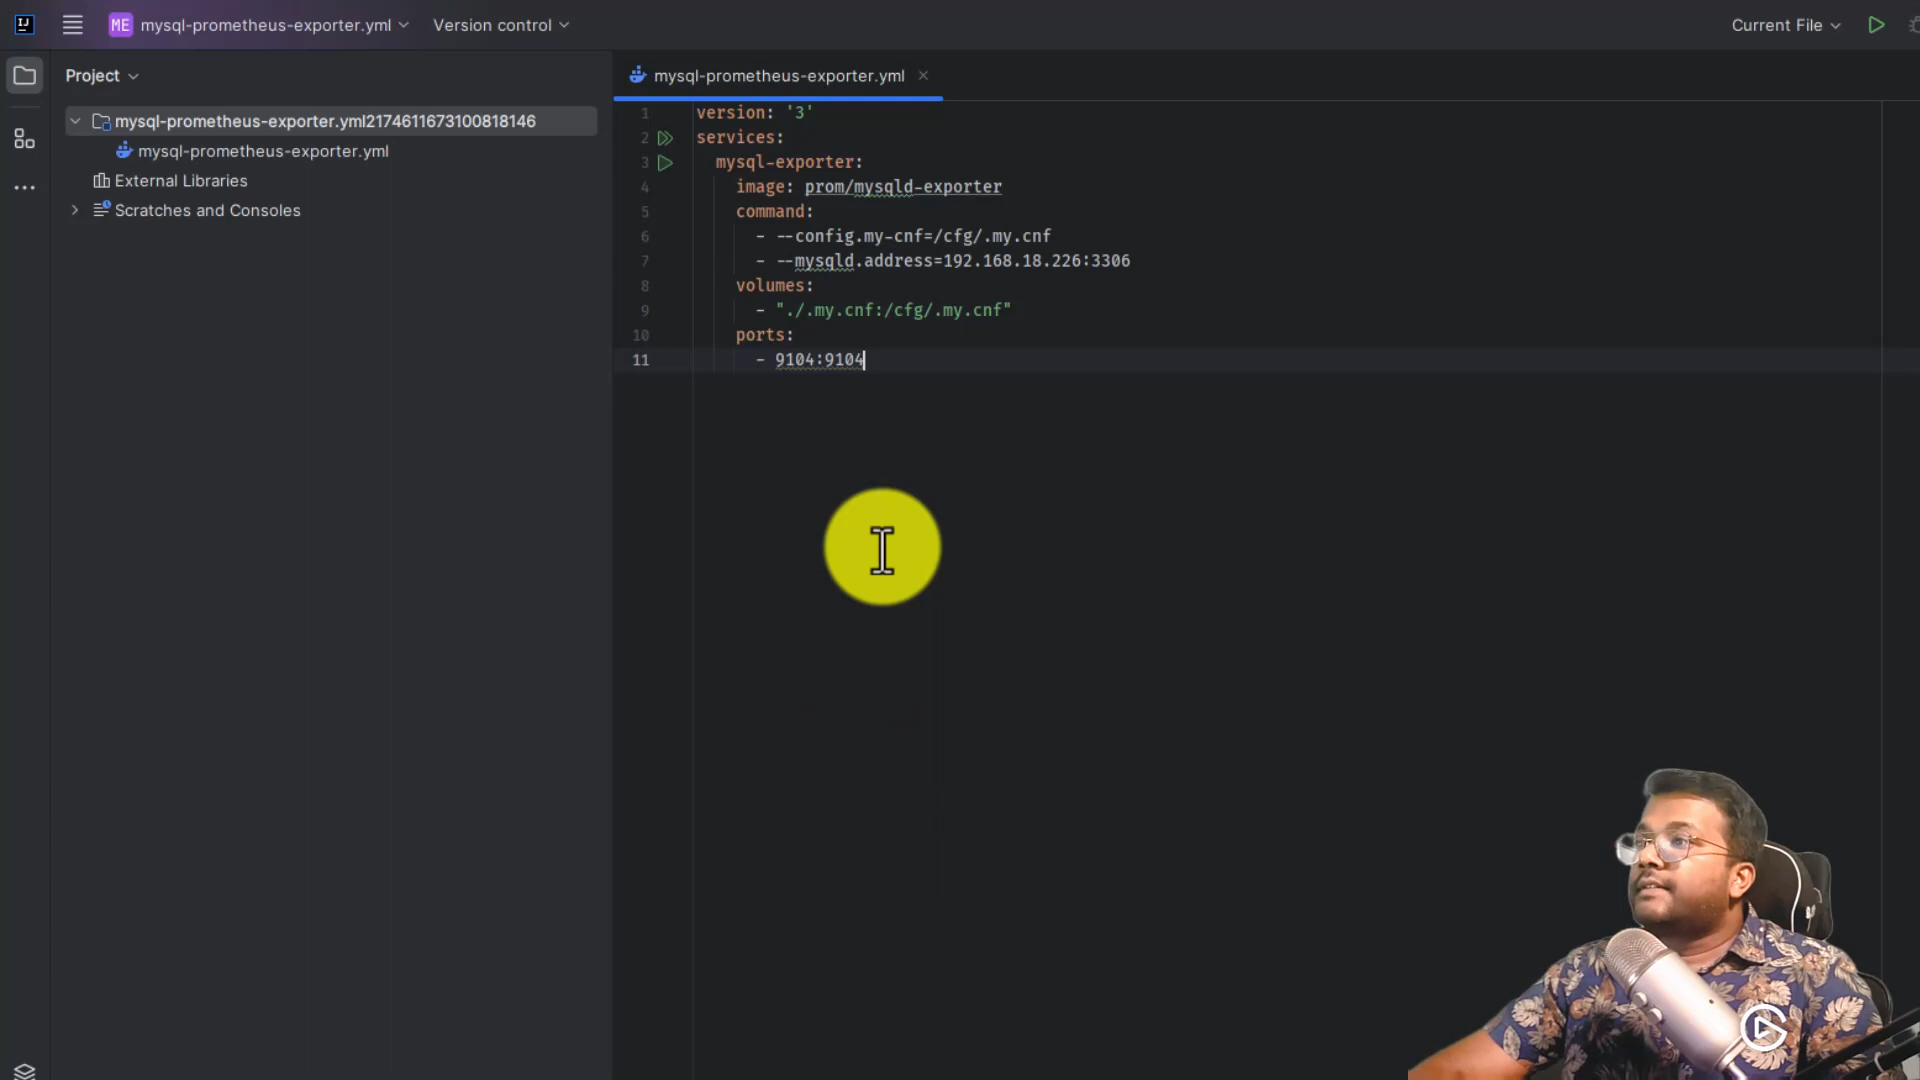 IJ
ME mysql-prometheus-exporter.yml
Version control
Current File
Project
mysql-prometheus-exporter.yml2174611673100818146
mysql-prometheus-exporter.yml
External Libraries
Scratches and Consoles
mysql-prometheus-exporter.yml
1 version: '3'
2 services:
3 mysql-exporter:
4 image: prom/mysqld-exporter
5 command:
6 - --config.my-cnf=/cfg/.my.cnf
7 - --mysqld.address=192.168.18.226:3306
8 volumes:
9 - "./.my.cnf:/cfg/.my.cnf"
10 ports:
11 - 9104:9104